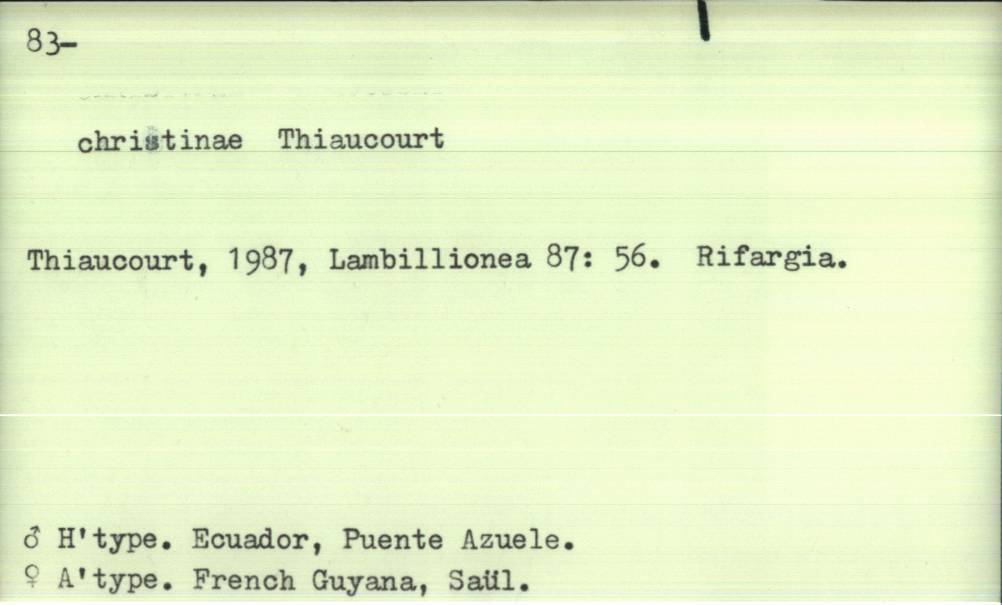 83-
christinae Thiaucourt
Thiaucourt, 1987, Lambillionea 87: 56. Rifargia.
♂ H'type. Ecuador, Puente Azuele.
♀ A'type. French Guyana, Saül.